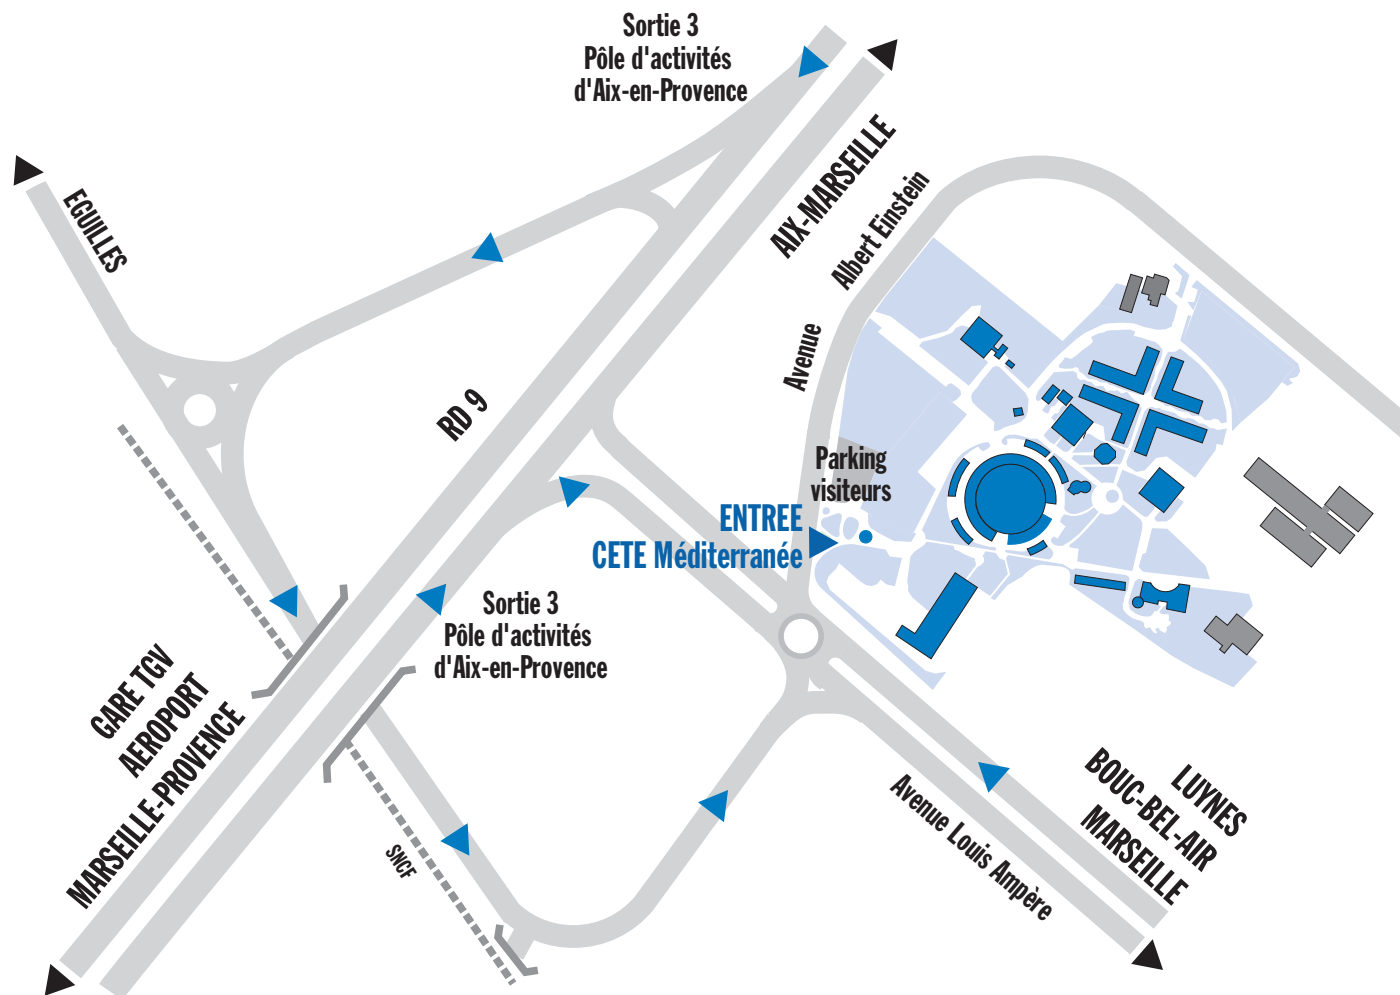 Sortie 3
Pôle d'activités
d'Aix-en-Provence
AIX-MARSEILLE
EGUILLES
Avenue
Albert Einstein
RD 9
Parking
visiteurs
ENTREE
CETE Méditerranée
Sortie 3
Pôle d'activités
d'Aix-en-Provence
GARE TGV
AEROPORT
MARSEILLE-PROVENCE
SNCF
Avenue Louis Ampère
LUYNES
BOUC-BEL-AIR
MARSEILLE